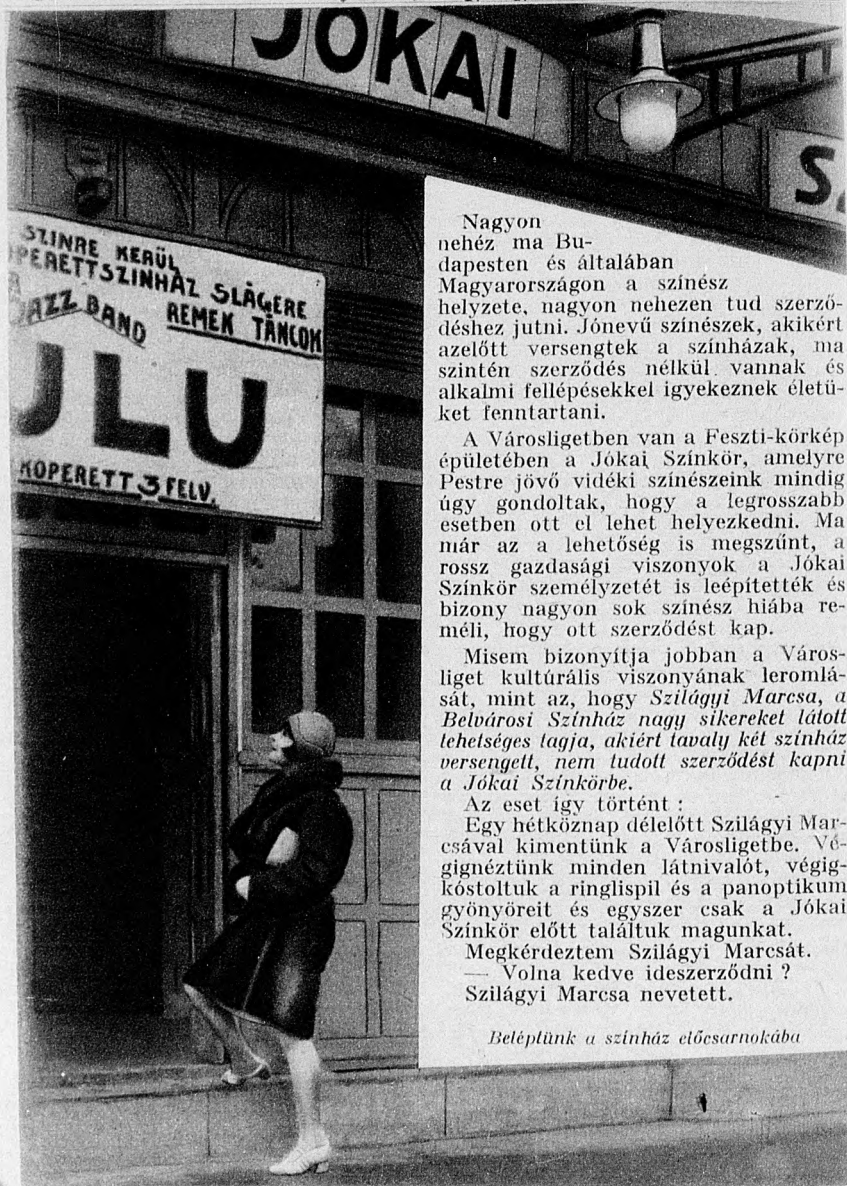 JÓKAI
SZINRE KERÜL
OPERETTSZINHÁZ SLÁGERE
JAZZ BAND
REMEK TÁNCOK
ULU
3 FELV.
Nagyon
nehéz ma Bu-
dapesten és általában
Magyarországon a színész
helyzete, nagyon nehezen tud szerző-
déshez jutni. Jónevű színészek, akikért
azelőtt versengtek a színházak, ma
szintén szerződés nélkül vannak és
alkalmi fellépésekkel igyekeznek életü-
ket fenntartani.
A Városligetben van a Feszti-körkép
épületében a Jókai Színkör, amelyre
Pestre jövő vidéki színészeink mindig
úgy gondoltak, hogy a legrosszabb
esetben ott el lehet helyezkedni. Ma
már az a lehetőség is megszűnt, a
rossz gazdasági viszonyok a Jókai
Színkör személyzetét is leépítették és
bizony nagyon sok színész hiába re-
méli, hogy ott szerződést kap.
Misem bizonyítja jobban a Város-
liget kultúrális viszonyának leromlá-
sát, mint az, hogy Szilágyi Marcsa, a
Belvárosi Színház nagy sikereket látott
tehetséges tagja, akiért tavaly két színház
versengett, nem tudott szerződést kapni
a Jókai Színkörbe.
Az eset így történt :
Egy hétköznap délelőtt Szilágyi Mar-
csával kimentünk a Városligetbe. Vé-
gignéztünk minden látnivalót, végig-
kóstoltuk a ringlispil és a panoptikum
gyönyöreit és egyszer csak a Jókai
Színkör előtt találtuk magunkat.
Megkérdeztem Szilágyi Marcsát.
— Volna kedve ideszerződni ?
Szilágyi Marcsa nevetett.
Beléptünk a színház előcsarnokába